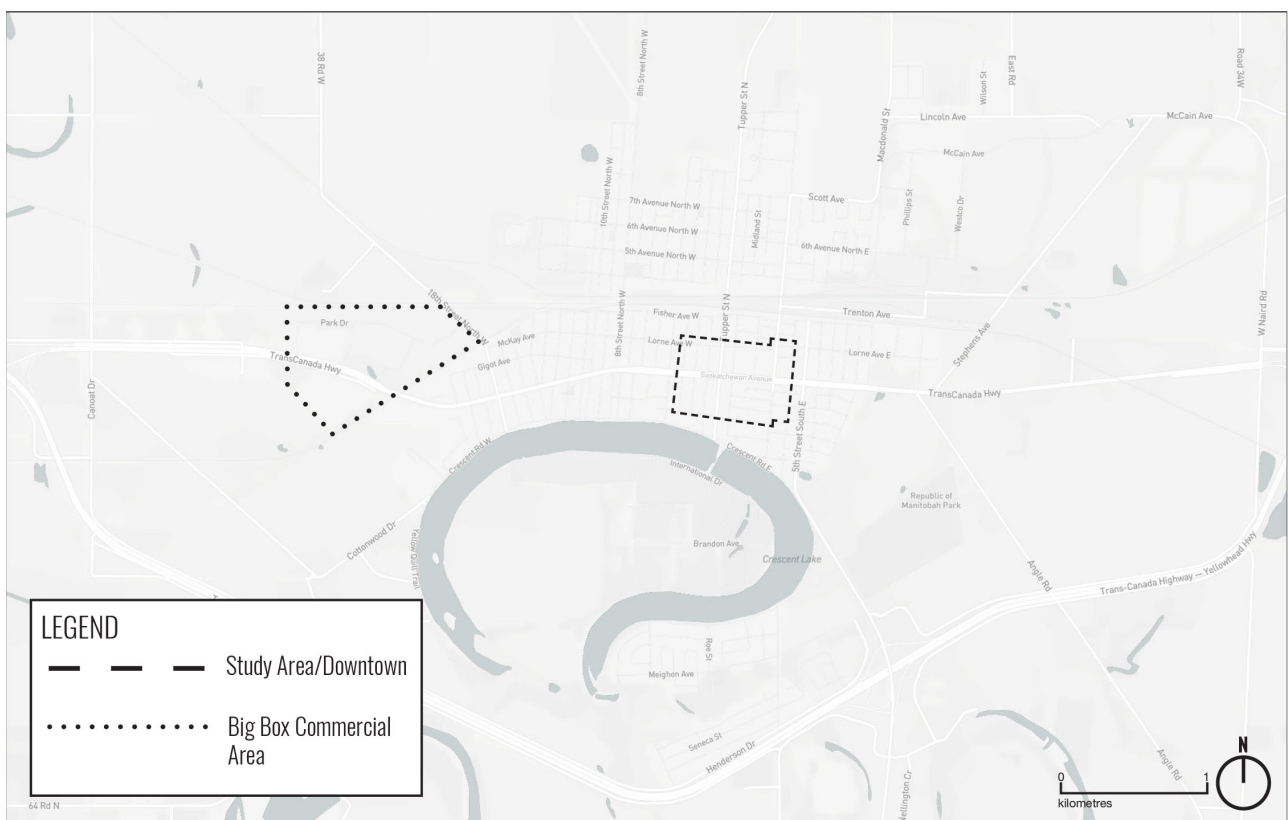 38 Rd W
8th Street North W
Tupper St N
Macdonald St
Wilson St
East Rd
Road 34W
Lincoln Ave
McCain Ave
McCain Ave
10th Street North W
7th Avenue North W
6th Avenue North W
5th Avenue North W
Midland St
Scott Ave
6th Avenue North E
Phillips St
Westco Dr
W Naird Rd
18th Street North W
Park Dr
McKay Ave
Gigot Ave
TransCanada Hwy
Canoat Dr
8th Street North W
Fisher Ave W
Lorne Ave W
upper St N
Trenton Ave
Lorne Ave E
Stephens Ave
Saskatchewan Avenue
TransCanada Hwy
5th Street South E
Crescent Rd W
Crescent Rd E
International Dr
Republic of
Manitobah Park
Brandon Ave
Crescent Lake
Cottonwood Dr
Yellow Quill Trail
Angle Rd
Trans-Canada Highway — Yellowhead Hwy
Roe St
Meighen Ave
Seneca St
Henderson Dr
Angle Rd
ellington Cr
64 Rd N
LEGEND
Study Area/Downtown
Big Box Commercial
Area
N
0 1
kilometres